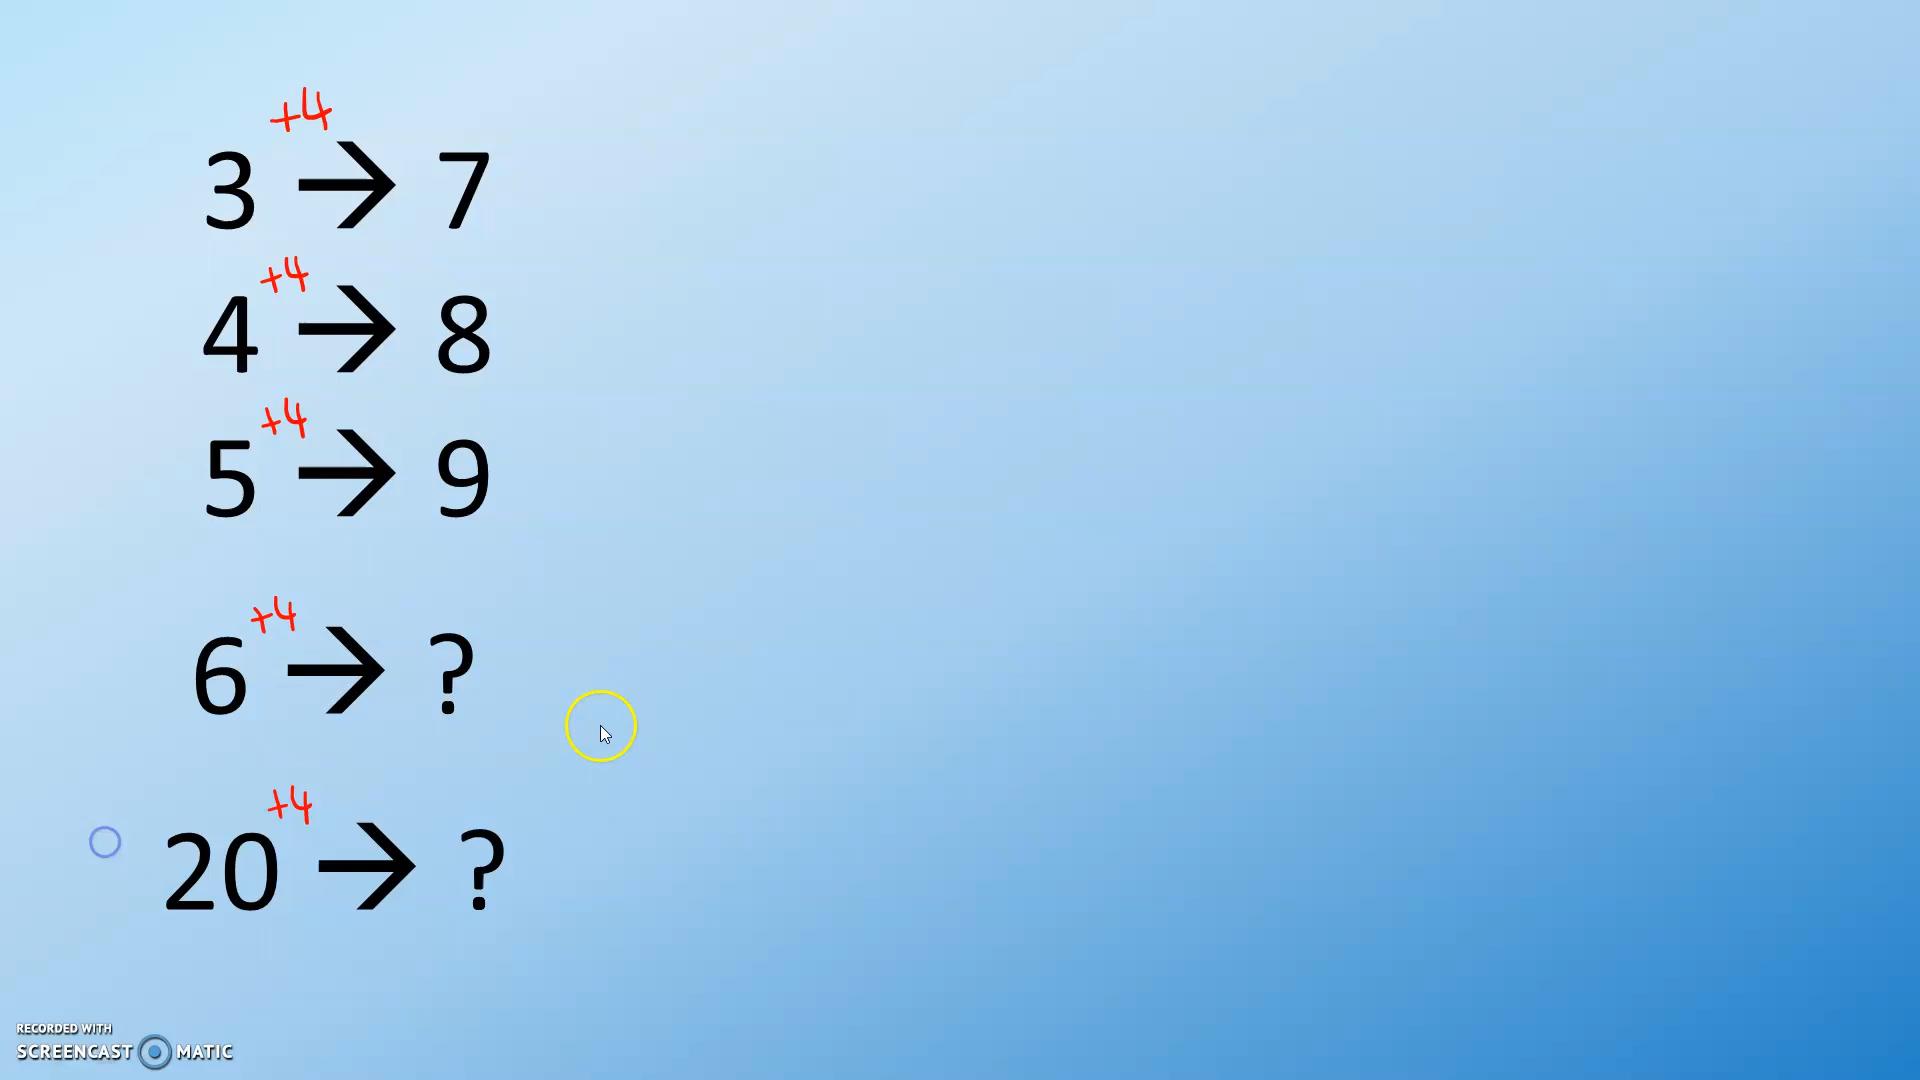 +4
3 → 7
+4
4 → 8
+4
5 → 9
+4
6 → ?
+4
20 → ?
RECORDED WITH
SCREENCAST MATIC